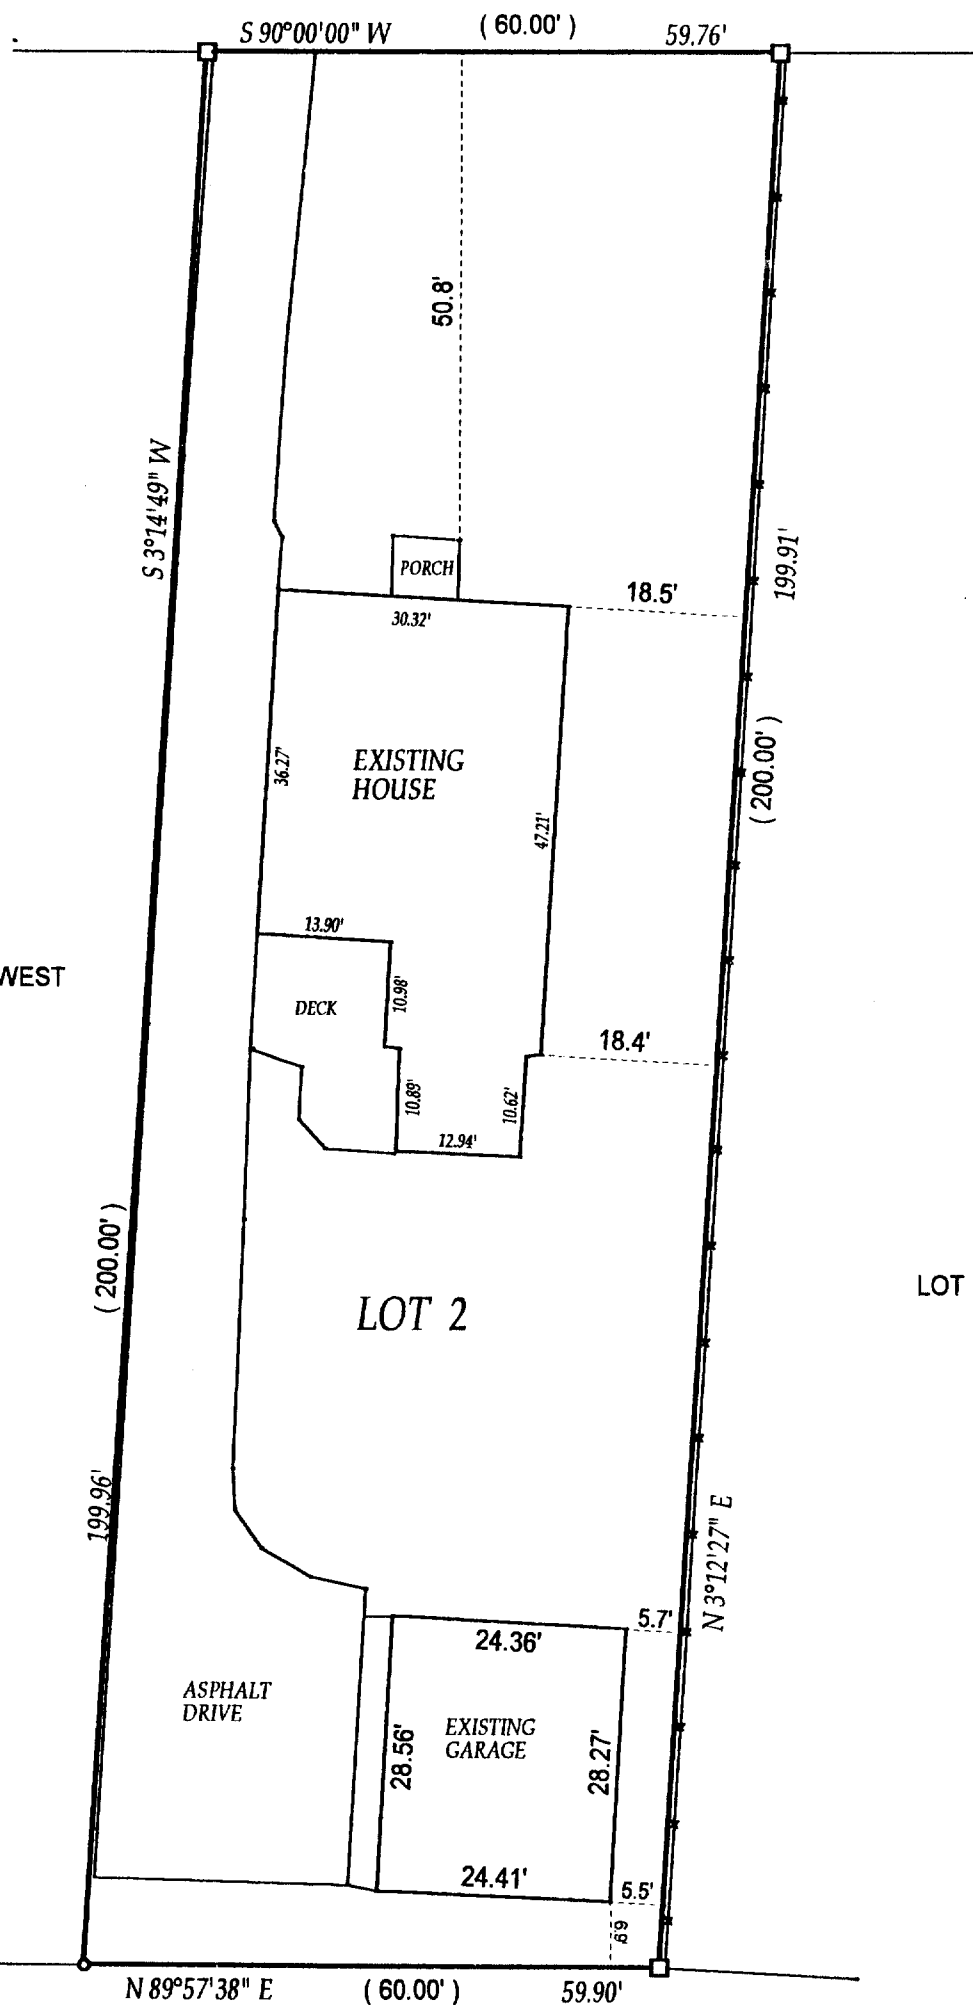 S 90°00'00" W
( 60.00' )
59.76'
50.8'
S 3°14'49" W
PORCH
18.5'
199.91'
30.32'
EXISTING
HOUSE
36.27'
47.21'
( 200.00' )
13.90'
WEST
DECK
10.98'
18.4'
10.89'
10.62'
12.94'
( 200.00' )
LOT 2
LOT
199.96'
N 3°12'27" E
5.7'
24.36'
ASPHALT
DRIVE
EXISTING
GARAGE
28.56'
28.27'
24.41'
5.5'
6.9'
N 89°57'38" E
( 60.00' )
59.90'